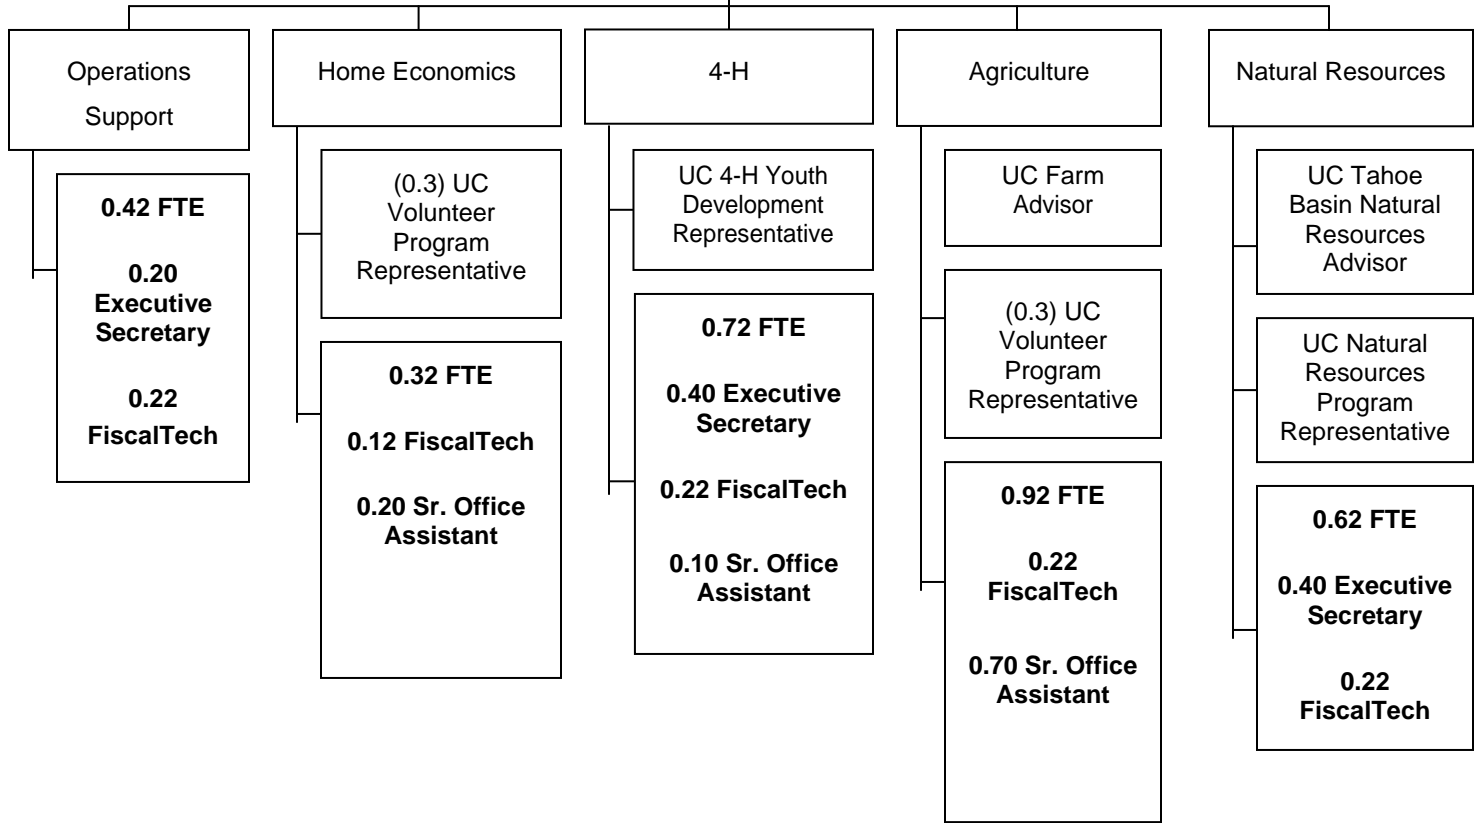 Operations
Support
0.42 FTE
0.20
Executive
Secretary
0.22
FiscalTech
Home Economics
(0.3) UC
Volunteer
Program
Representative
0.32 FTE
0.12 FiscalTech
0.20 Sr. Office
Assistant
4-H
UC 4-H Youth
Development
Representative
0.72 FTE
0.40 Executive
Secretary
0.22 FiscalTech
0.10 Sr. Office
Assistant
Agriculture
UC Farm
Advisor
(0.3) UC
Volunteer
Program
Representative
0.92 FTE
0.22
FiscalTech
0.70 Sr. Office
Assistant
Natural Resources
UC Tahoe
Basin Natural
Resources
Advisor
UC Natural
Resources
Program
Representative
0.62 FTE
0.40 Executive
Secretary
0.22
FiscalTech